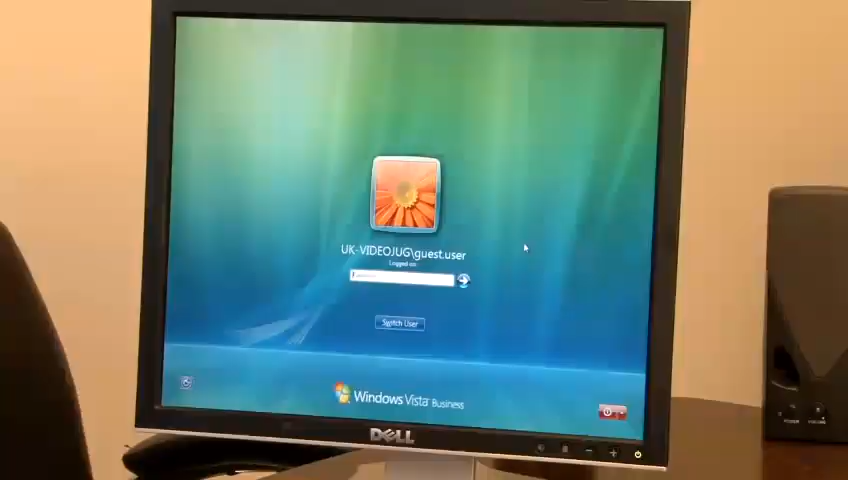 UK-VIDEOJUG\guest.user
Logged on
Switch User
Windows Vista Business
DELL